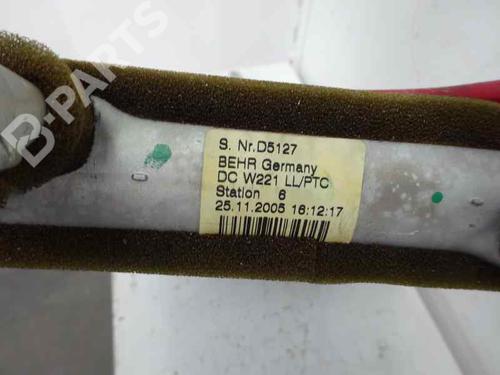 B-PARTS
S. Nr.D5127
BEHR Germany
DC W221 LL/PTC
Station 6
25.11.2005 16:12:17